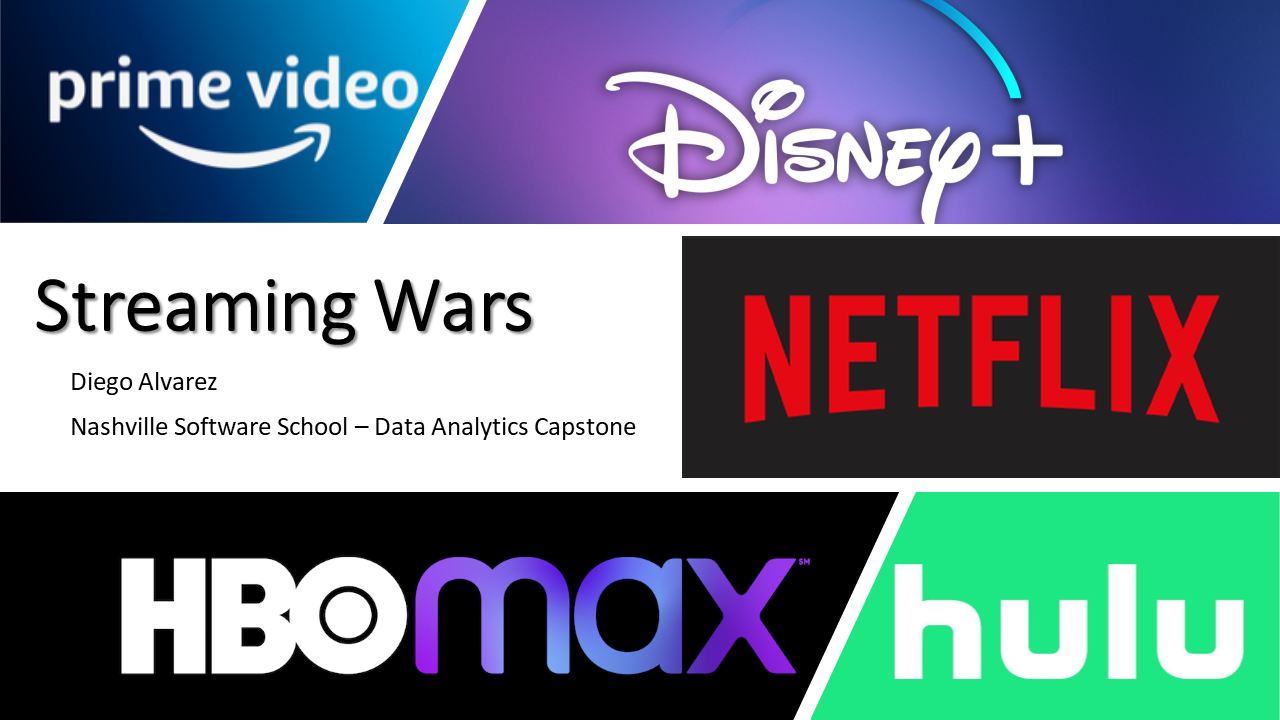 prime video
Disney+
Streaming Wars
Diego Alvarez
Nashville Software School – Data Analytics Capstone
NETFLIX
HBOmax SM
hulu